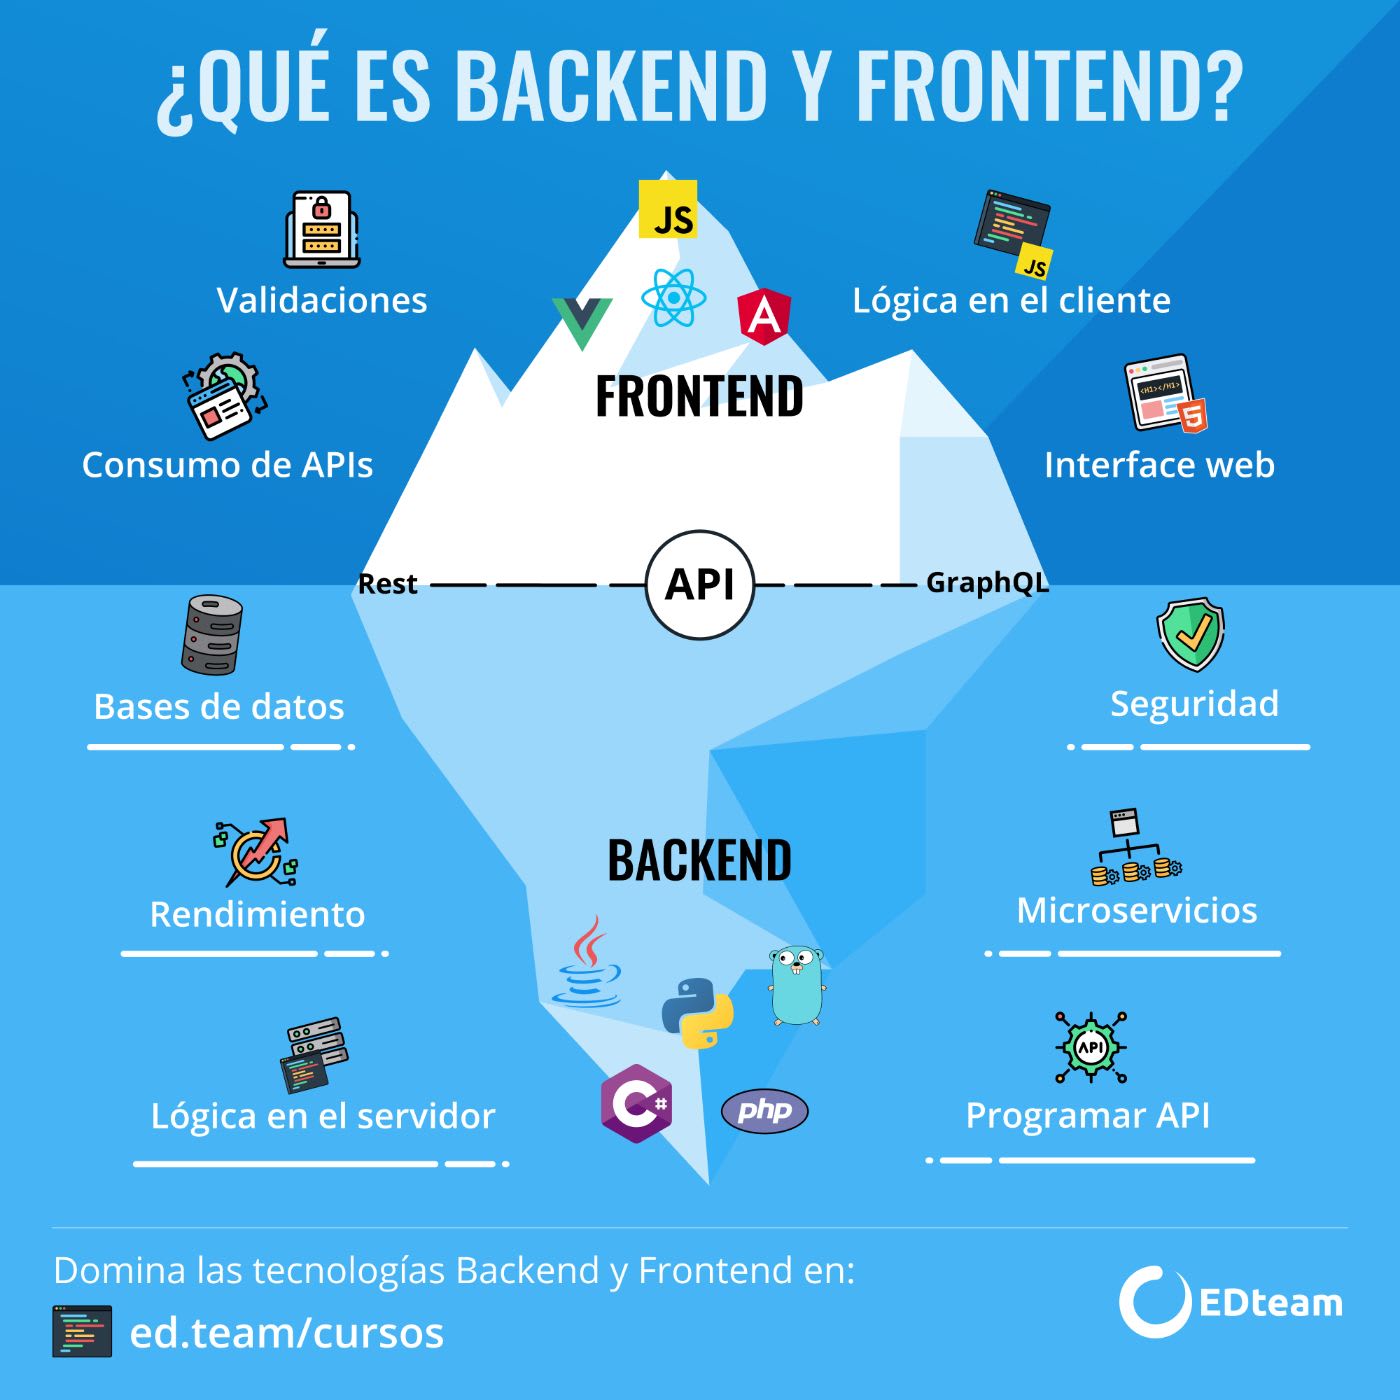 ¿QUÉ ES BACKEND Y FRONTEND?
JS
JS
Validaciones
Lógica en el cliente
A
FRONTEND
<H1></H1>
5
Consumo de APIs
Interface web
Rest
API
GraphQL
Bases de datos
Seguridad
BACKEND
Rendimiento
Microservicios
API
Lógica en el servidor
C#
php
Programar API
Domina las tecnologías Backend y Frontend en:
ed.team/cursos
EDteam